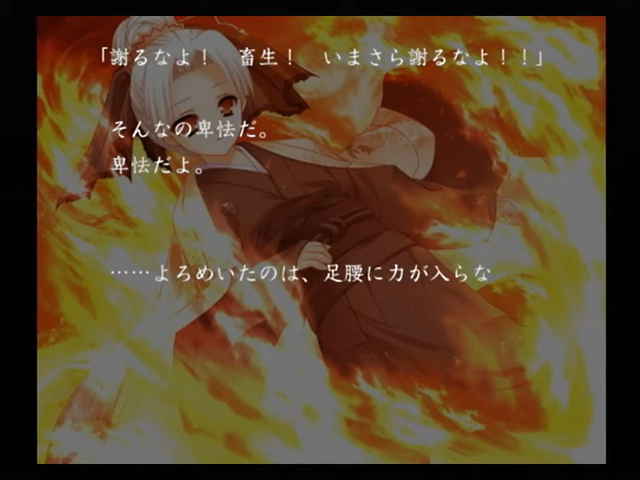 「謝るなよ！　畜生！　いまさら謝るなよ！！」
そんなの卑怯だ。
卑怯だよ。
……よろめいたのは、足腰に力が入らな